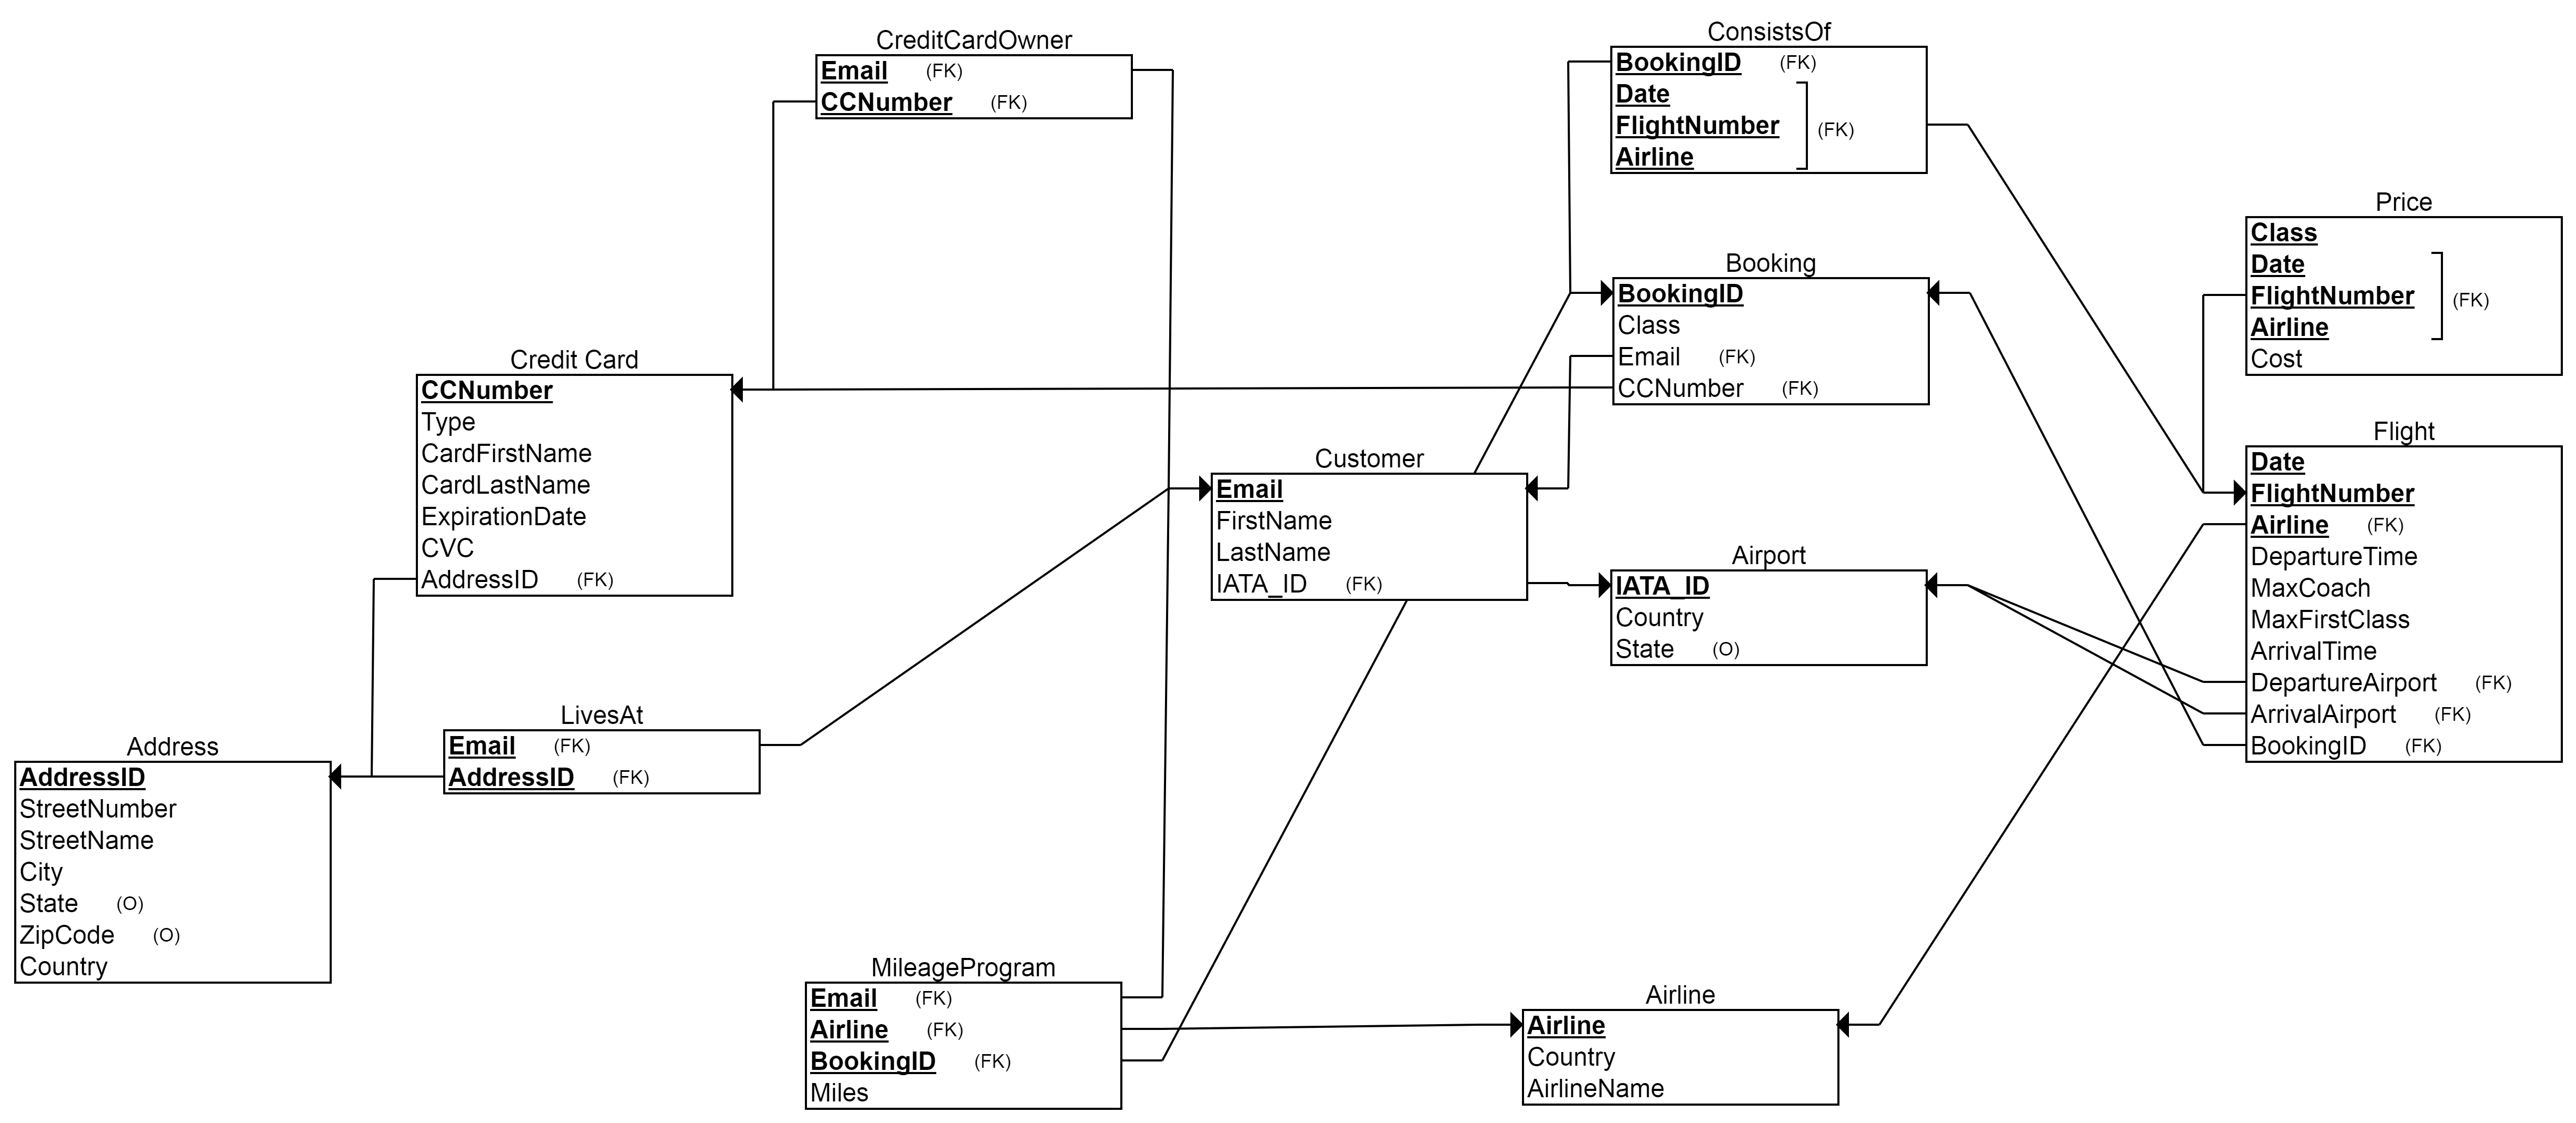 CreditCardOwner
Email (FK)
CCNumber (FK)
ConsistsOf
BookingID (FK)
Date
FlightNumber (FK)
Airline
Price
Class
Date
FlightNumber (FK)
Airline
Cost
Booking
BookingID
Class
Email (FK)
CCNumber (FK)
Credit Card
CCNumber
Type
CardFirstName
CardLastName
ExpirationDate
CVC
AddressID (FK)
Customer
Email
FirstName
LastName
IATA_ID (FK)
Flight
Date
FlightNumber
Airline (FK)
DepartureTime
MaxCoach
MaxFirstClass
ArrivalTime
DepartureAirport (FK)
ArrivalAirport (FK)
BookingID (FK)
Airport
IATA_ID
Country
State (O)
LivesAt
Email (FK)
AddressID (FK)
Address
AddressID
StreetNumber
StreetName
City
State (O)
ZipCode (O)
Country
MileageProgram
Email (FK)
Airline (FK)
BookingID (FK)
Miles
Airline
Airline
Country
AirlineName